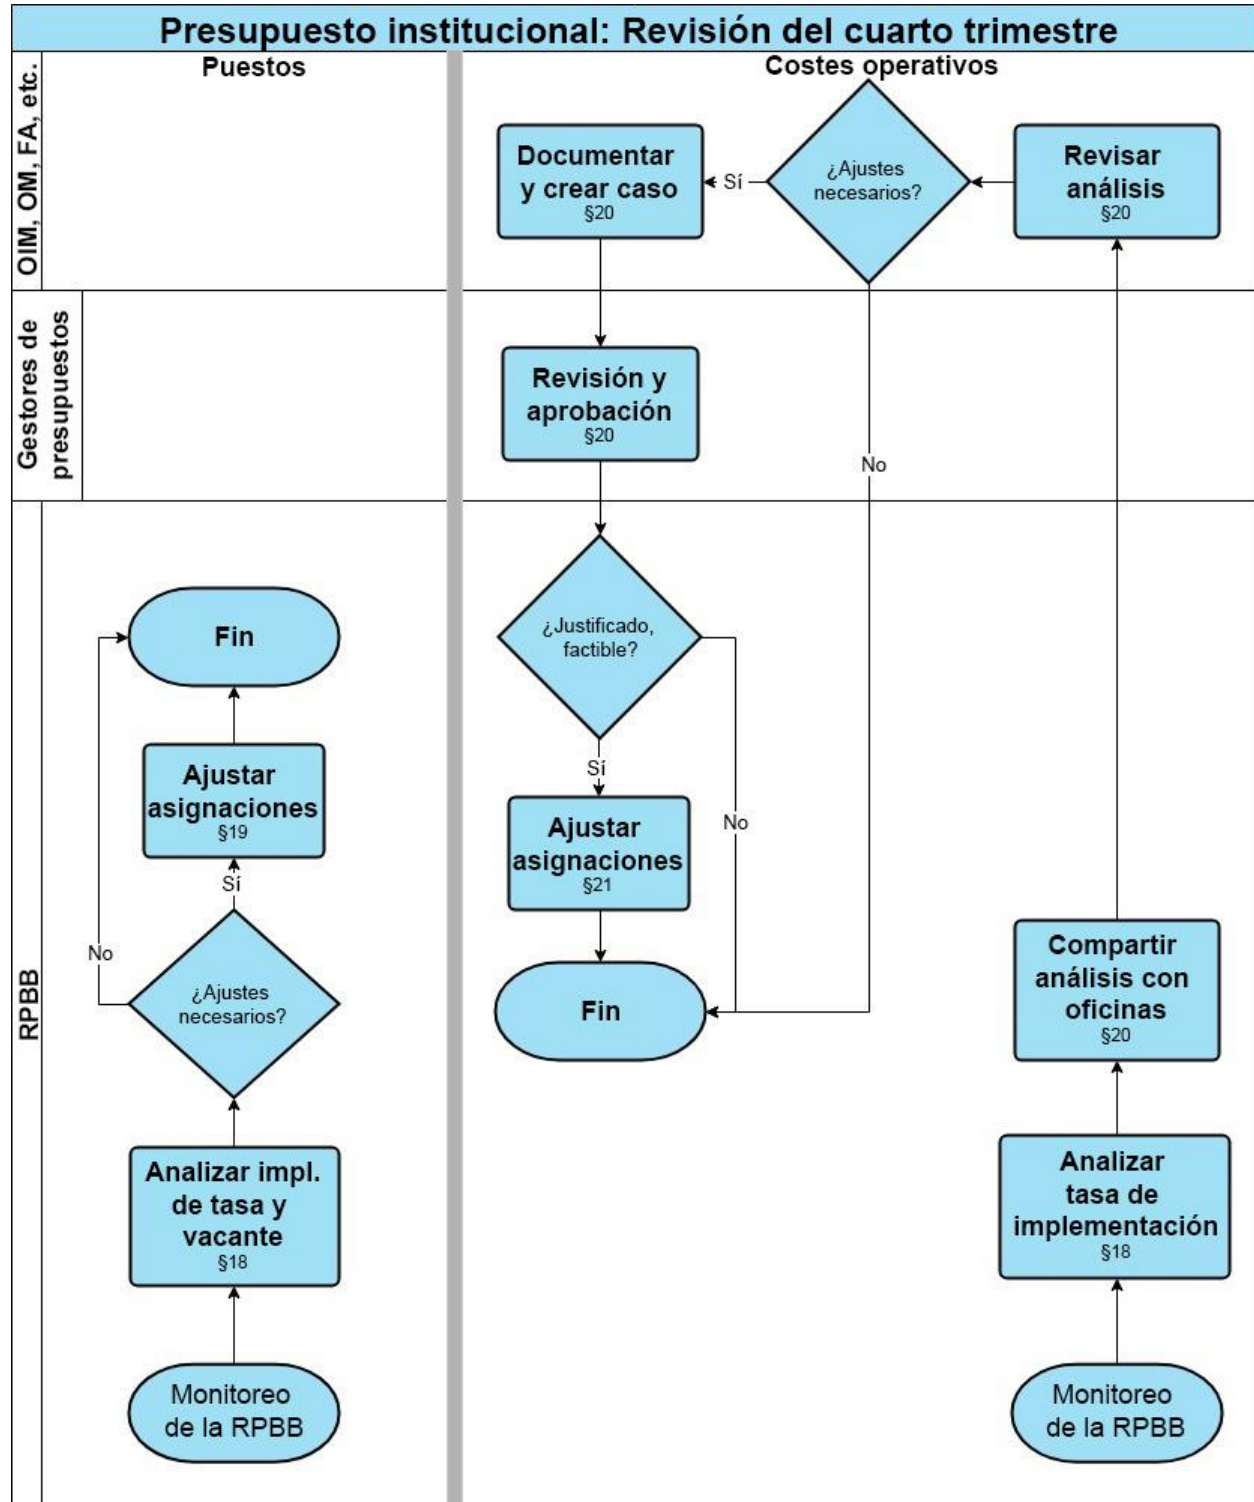 Presupuesto institucional: Revisión del cuarto trimestre
Puestos
Costes operativos
OIM, OM, FA, etc.
Documentar
y crear caso
§20
Sí
¿Ajustes
necesarios?
Revisar
análisis
§20
Gestores de
presupuestos
Revisión y
aprobación
§20
No
RPBB
Fin
Ajustar
asignaciones
§19
Sí
No
¿Ajustes
necesarios?
Analizar impl.
de tasa y
vacante
§18
Monitoreo
de la RPBB
¿Justificado,
factible?
Sí
No
Ajustar
asignaciones
§21
Fin
Compartir
análisis con
oficinas
§20
Analizar
tasa de
implementación
§18
Monitoreo
de la RPBB